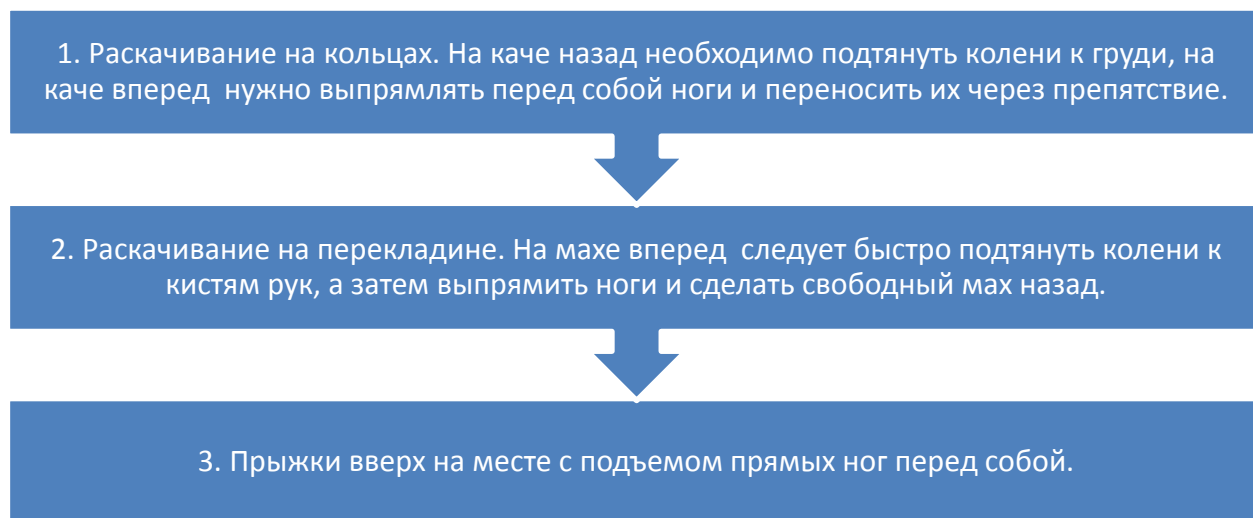 1. Раскачивание на кольцах. На каче назад необходимо подтянуть колени к груди, на
каче вперед  нужно выпрямлять перед собой ноги и переносить их через препятствие.
2. Раскачивание на перекладине. На махе вперед  следует быстро подтянуть колени к
кистям рук, а затем выпрямить ноги и сделать свободный мах назад.
3. Прыжки вверх на месте с подъемом прямых ног перед собой.